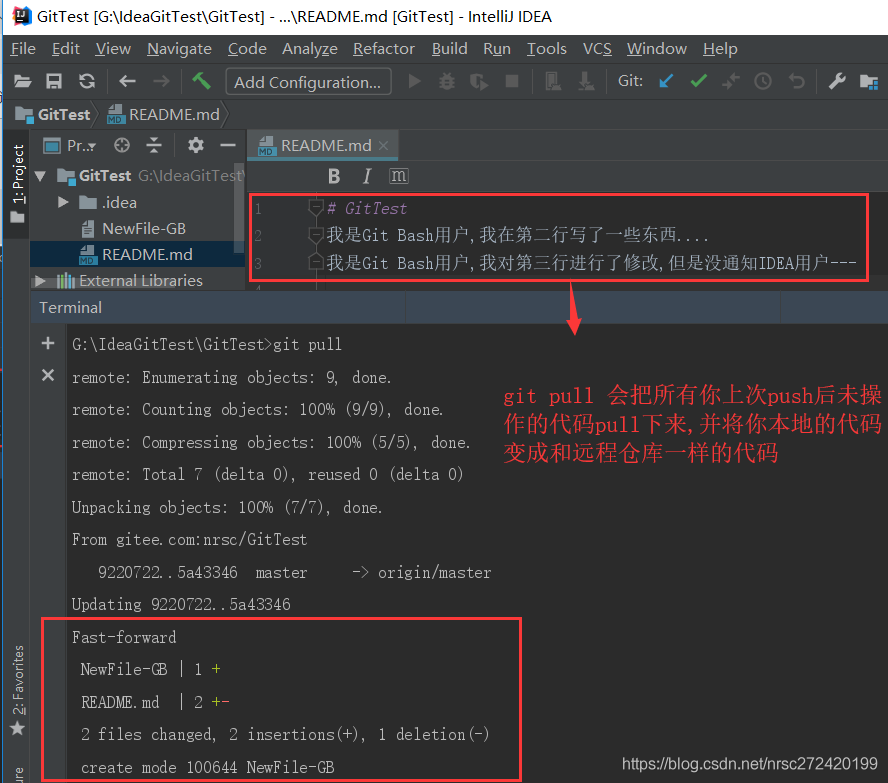 GitTest [G:\IdeaGitTest\GitTest] - ...\README.md [GitTest] - IntelliJ IDEA
File Edit View Navigate Code Analyze Refactor Build Run Tools VCS Window Help
Add Configuration... Git:
GitTest README.md
1: Project
Pr.. README.md
GitTest G:\IdeaGitTest\
B I m
.idea
NewFile-GB
README.md
External Libraries
1 # GitTest
2 我是Git Bash用户,我在第二行写了一些东西....
3 我是Git Bash用户,我对第三行进行了修改,但是没通知IDEA用户---
4
Terminal
G:\IdeaGitTest\GitTest>git pull
remote: Enumerating objects: 9, done.
remote: Counting objects: 100% (9/9), done.
remote: Compressing objects: 100% (5/5), done.
remote: Total 7 (delta 0), reused 0 (delta 0)
Unpacking objects: 100% (7/7), done.
From gitee.com:nrsc/GitTest
9220722..5a43346 master -> origin/master
Updating 9220722..5a43346
Fast-forward
NewFile-GB | 1 +
README.md | 2 +-
2 files changed, 2 insertions(+), 1 deletion(-)
create mode 100644 NewFile-GB
git pull 会把所有你上次push后未操
作的代码pull下来,并将你本地的代码
变成和远程仓库一样的代码
2: Favorites
https://blog.csdn.net/nrsc272420199